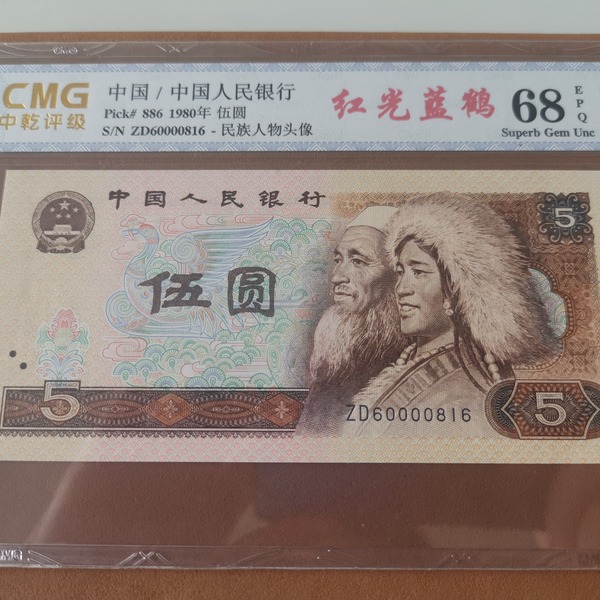 CMG
中乾评级
中国 / 中国人民银行
Pick# 886 1980年 伍圆
S/N ZD60000816 - 民族人物头像
红光蓝鹤
68
EPQ
Superb Gem Unc
中国人民银行
5
伍圆
5
ZD60000816
5
CMG